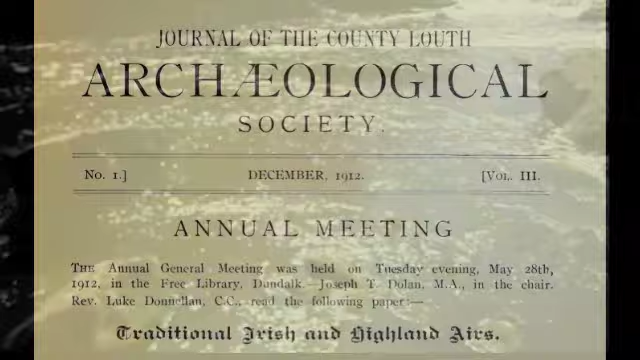 JOURNAL OF THE COUNTY LOUTH
ARCHÆOLOGICAL
SOCIETY.
No. 1.] DECEMBER, 1912. [VOL. III.
ANNUAL MEETING
THE Annual General Meeting was held on Tuesday evening, May 28th,
1912, in the Free Library, Dundalk.—Joseph T. Dolan, M.A., in the chair.
Rev. Luke Donnellan, C.C., read the following paper:—
Traditional Irish and Highland Airs.